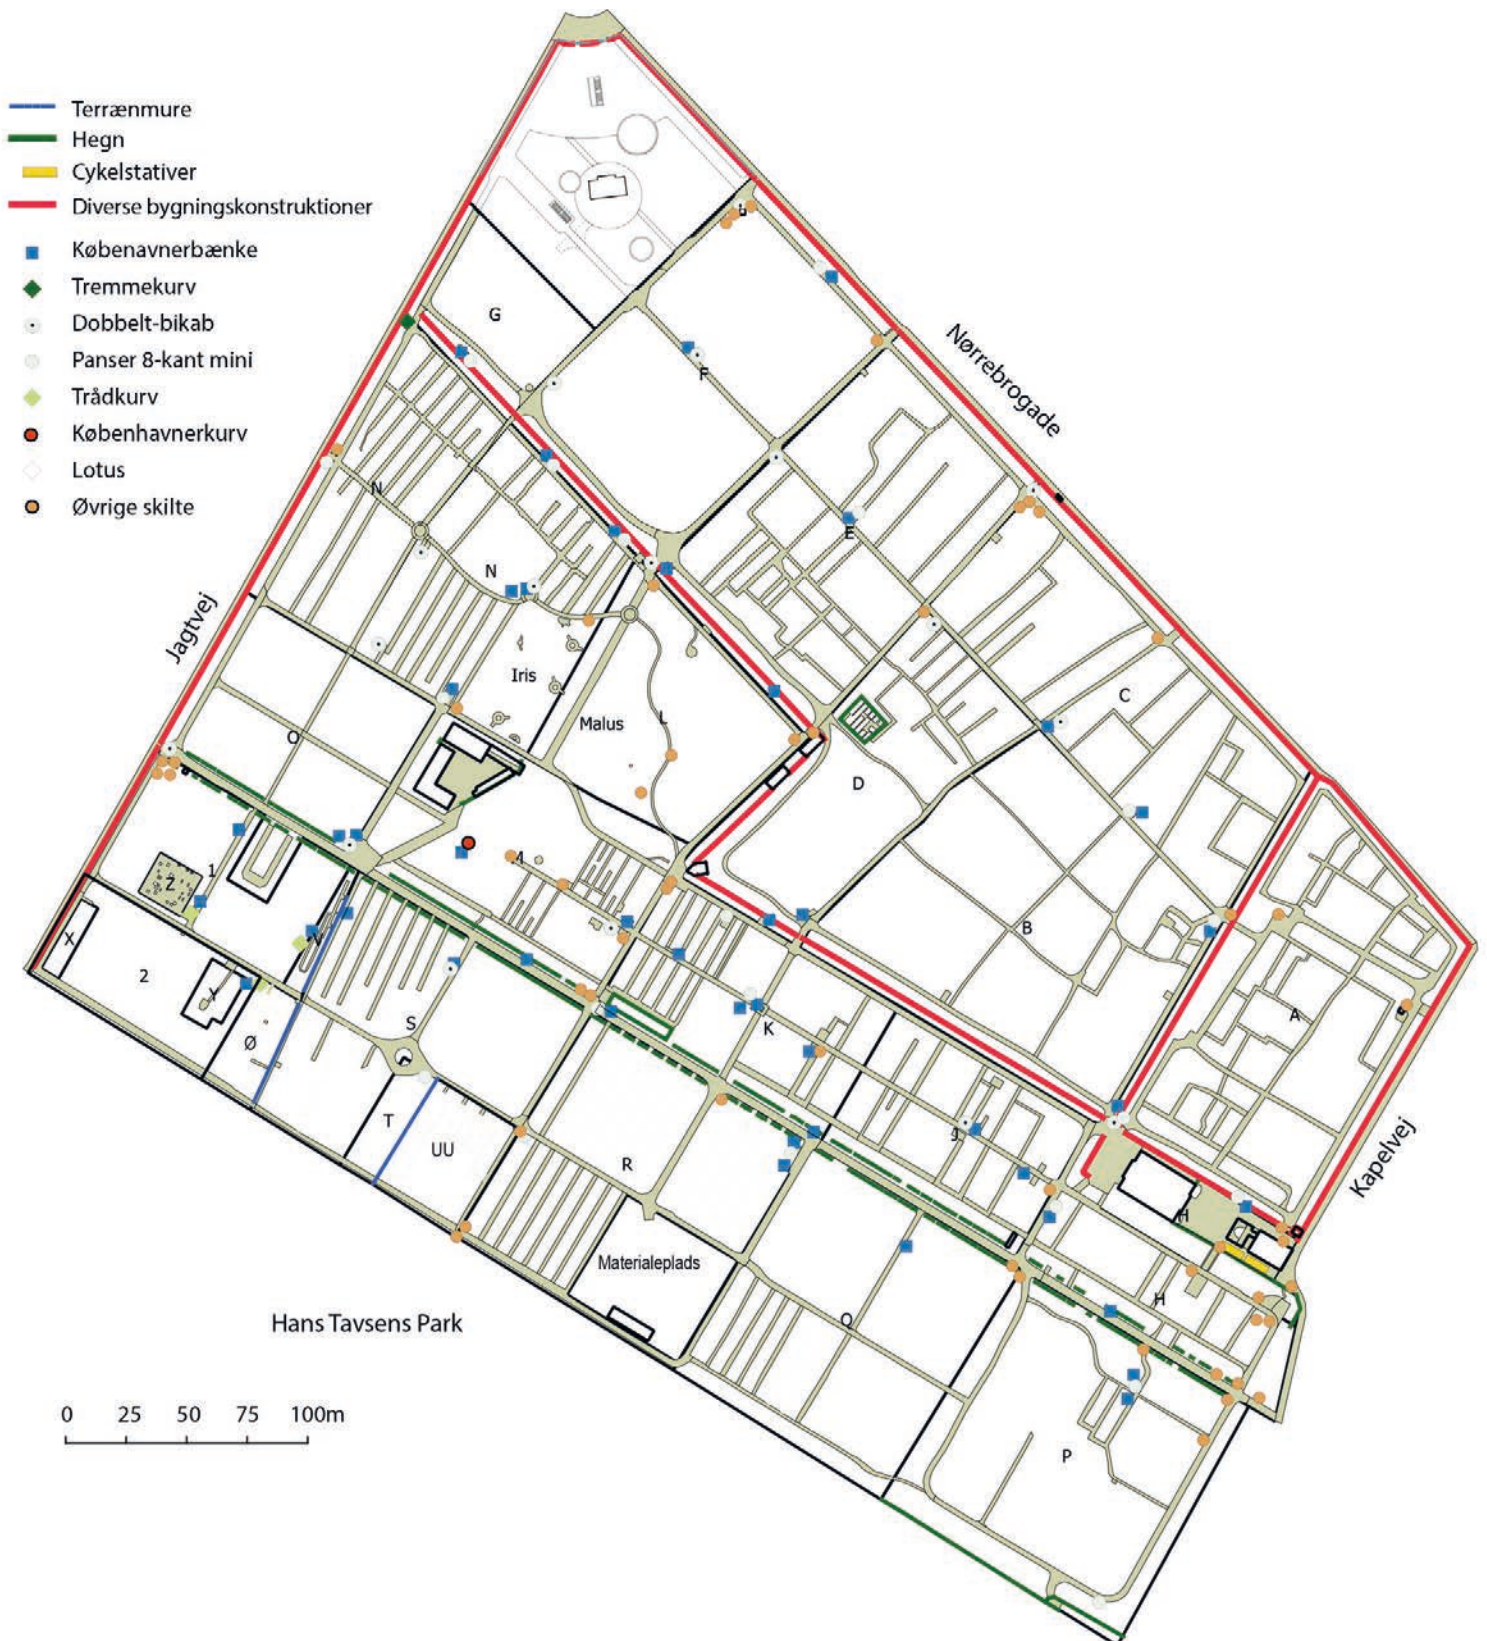 Terrænmure
Hegn
Cykelstativer
Diverse bygningskonstruktioner
Købenavnerbænke
Tremmekurv
Dobbelt-bikab
Panser 8-kant mini
Trådkurv
Københavnerkurv
Lotus
Øvrige skilte
Nørrebrogade
Jagtvej
Kapelvej
G
F
N
E
N
Iris
Malus
L
C
O
D
Z
1
X
2
Y
Ø
S
B
A
K
T
UU
R
J
H
H
Materialeplads
Q
P
Hans Tavsens Park
0 25 50 75 100m